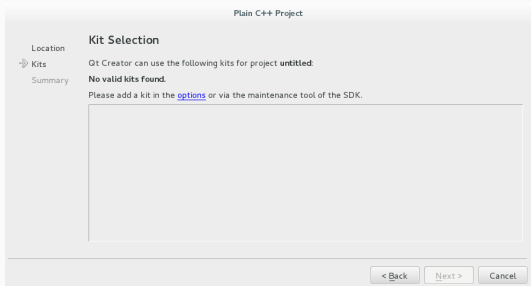 Plain C++ Project
Location
Kits
Summary
Kit Selection
Qt Creator can use the following kits for project untitled:
No valid kits found.
Please add a kit in the options or via the maintenance tool of the SDK.
< Back
Next >
Cancel